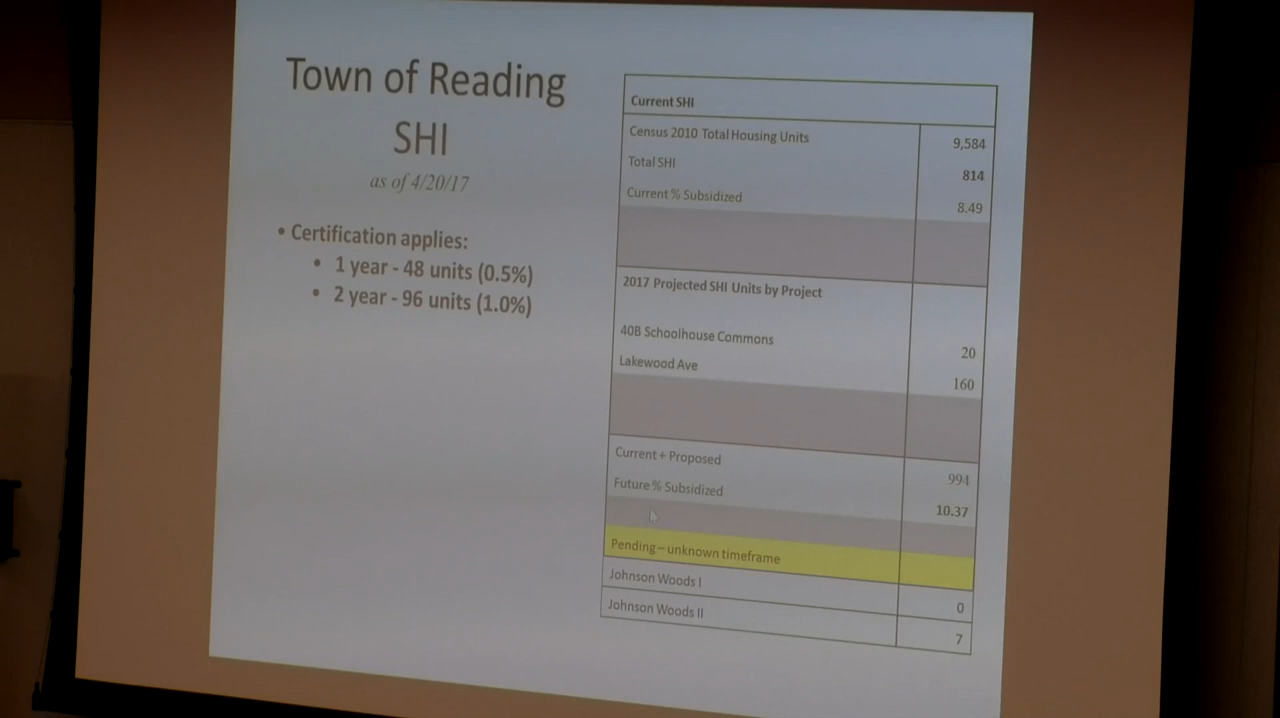 Town of Reading
SHI
as of 4/20/17
• Certification applies:
• 1 year - 48 units (0.5%)
• 2 year - 96 units (1.0%)
Current SHI
Census 2010 Total Housing Units 9,584
Total SHI 814
Current % Subsidized 8.49
2017 Projected SHI Units by Project
40B Schoolhouse Commons 20
Lakewood Ave 160
Current + Proposed 994
Future % Subsidized 10.37
Pending – unknown timeframe
Johnson Woods I 0
Johnson Woods II 7